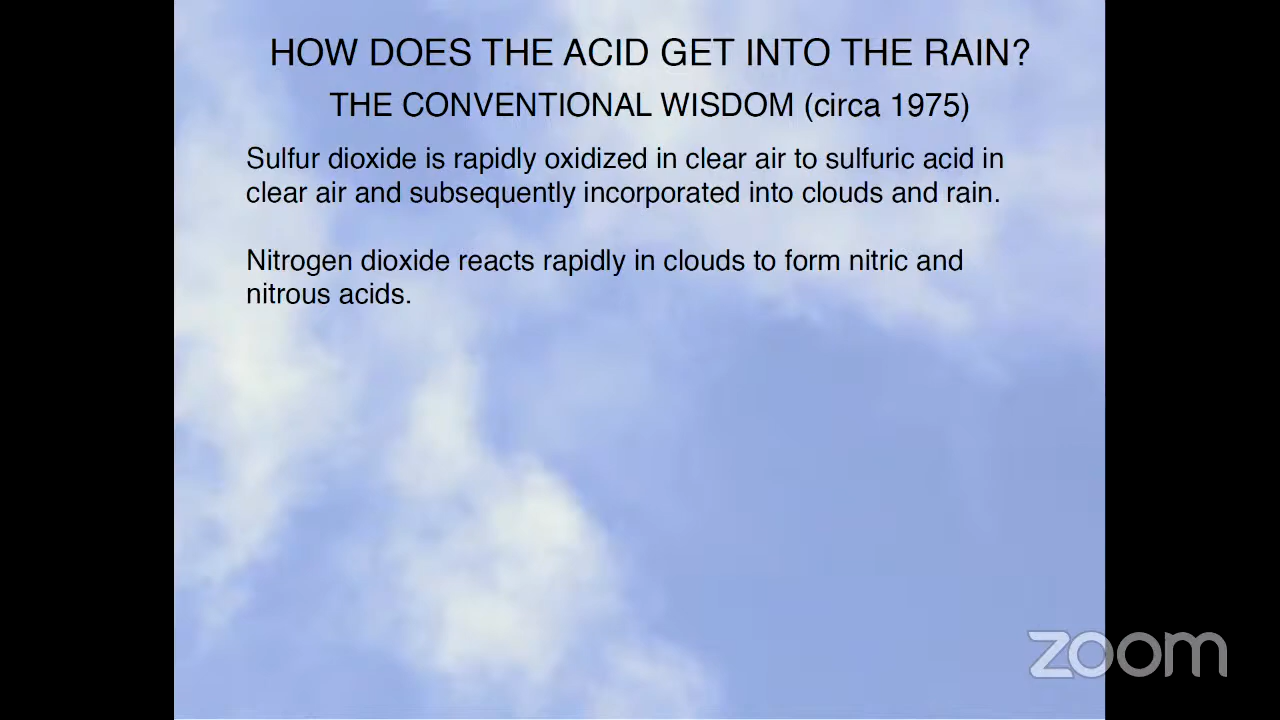 HOW DOES THE ACID GET INTO THE RAIN?
THE CONVENTIONAL WISDOM (circa 1975)
Sulfur dioxide is rapidly oxidized in clear air to sulfuric acid in
clear air and subsequently incorporated into clouds and rain.
Nitrogen dioxide reacts rapidly in clouds to form nitric and
nitrous acids.
zoom